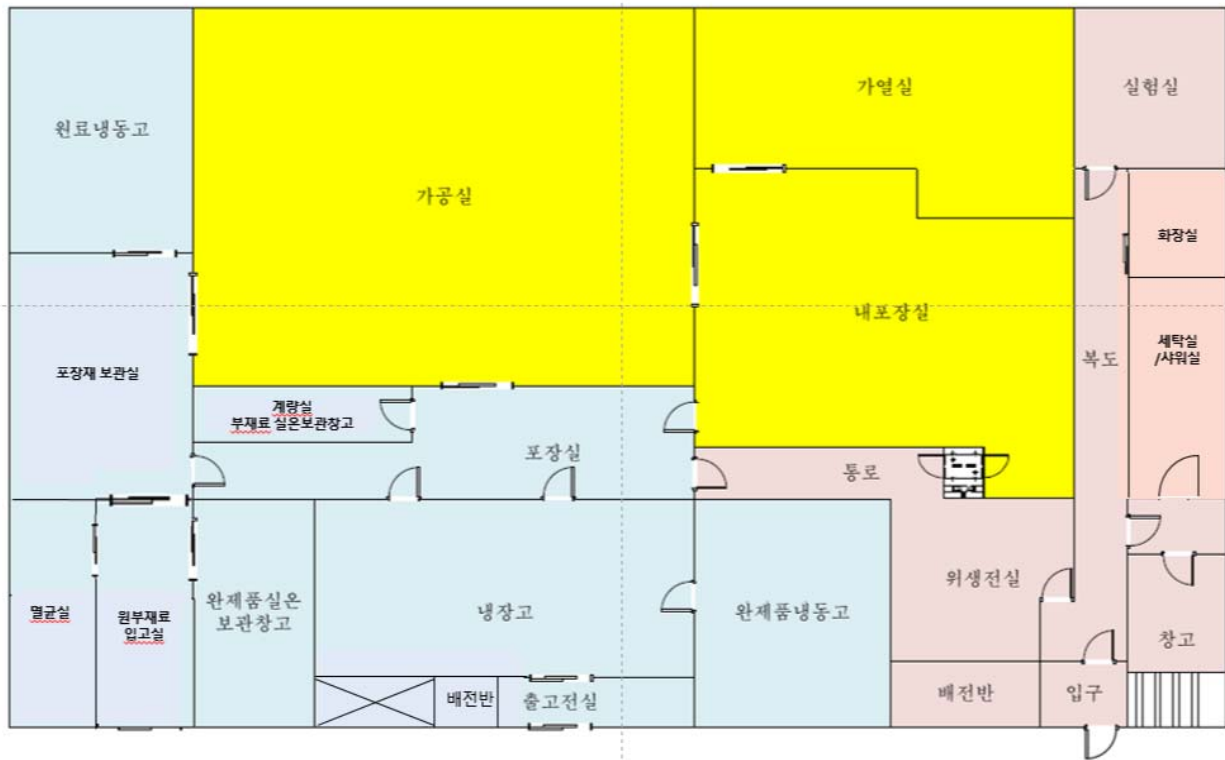 가열실
실험실
원료냉동고
가공실
화장실
내포장실
세탁실
/샤워실
복도
포장재 보관실
계량실
부재료 실온보관창고
포장실
통로
위생전실
완제품실온
보관창고
멸균실
원부재료
입고실
냉장고
완제품냉동고
창고
배전반
출고전실
배전반
입구